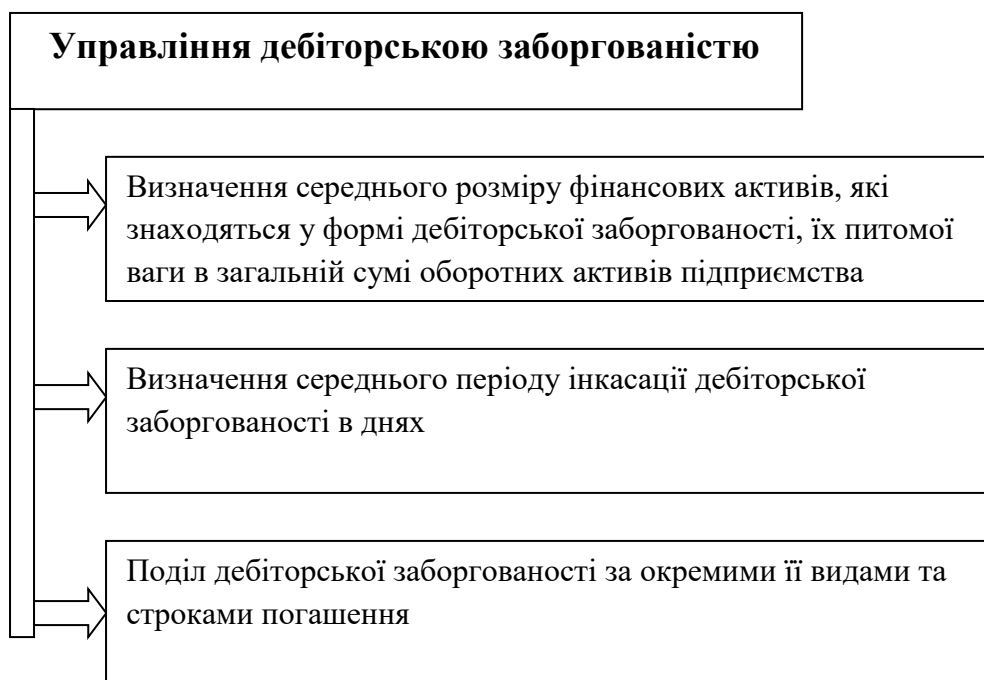 Управління дебіторською заборгованістю
Визначення середнього розміру фінансових активів, які
знаходяться у формі дебіторської заборгованості, їх питомої
ваги в загальній сумі оборотних активів підприємства
Визначення середнього періоду інкасації дебіторської
заборгованості в днях
Поділ дебіторської заборгованості за окремими її видами та
строками погашення